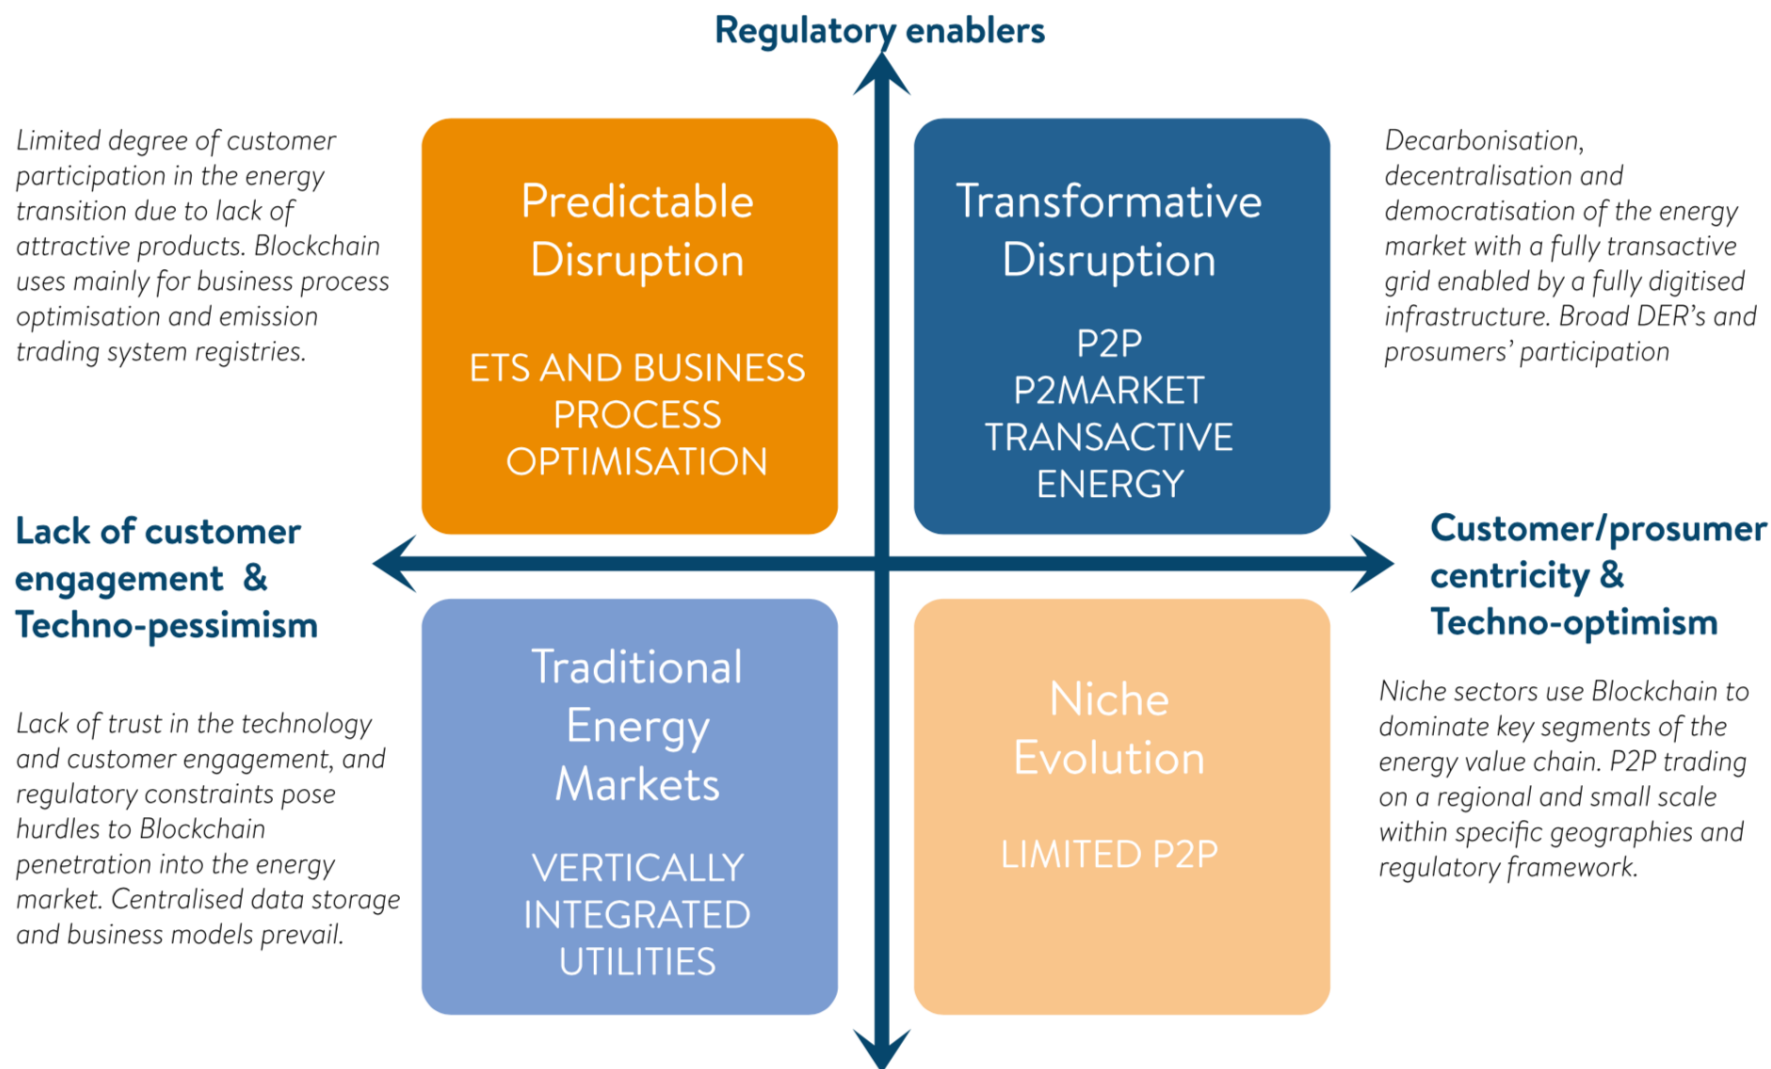 Regulatory enablers
Limited degree of customer
participation in the energy
transition due to lack of
attractive products. Blockchain
uses mainly for business process
optimisation and emission
trading system registries.
Predictable
Disruption
ETS AND BUSINESS
PROCESS
OPTIMISATION
Transformative
Disruption
P2P
P2MARKET
TRANSACTIVE
ENERGY
Decarbonisation,
decentralisation and
democratisation of the energy
market with a fully transactive
grid enabled by a fully digitised
infrastructure. Broad DER's and
prosumers' participation
Lack of customer
engagement &
Techno-pessimism
Customer/prosumer
centricity &
Techno-optimism
Lack of trust in the technology
and customer engagement, and
regulatory constraints pose
hurdles to Blockchain
penetration into the energy
market. Centralised data storage
and business models prevail.
Traditional
Energy
Markets
VERTICALLY
INTEGRATED
UTILITIES
Niche
Evolution
LIMITED P2P
Niche sectors use Blockchain to
dominate key segments of the
energy value chain. P2P trading
on a regional and small scale
within specific geographies and
regulatory framework.